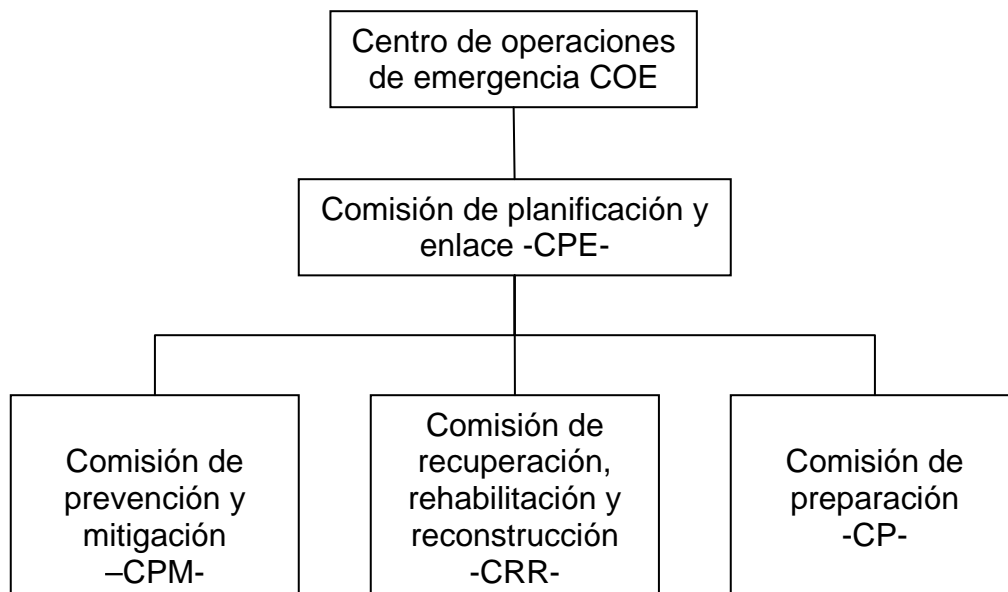 Centro de operaciones
de emergencia COE
Comisión de planificación y
enlace -CPE-
Comisión de
prevención y
mitigación
–CPM-
Comisión de
recuperación,
rehabilitación y
reconstrucción
-CRR-
Comisión de
preparación
-CP-